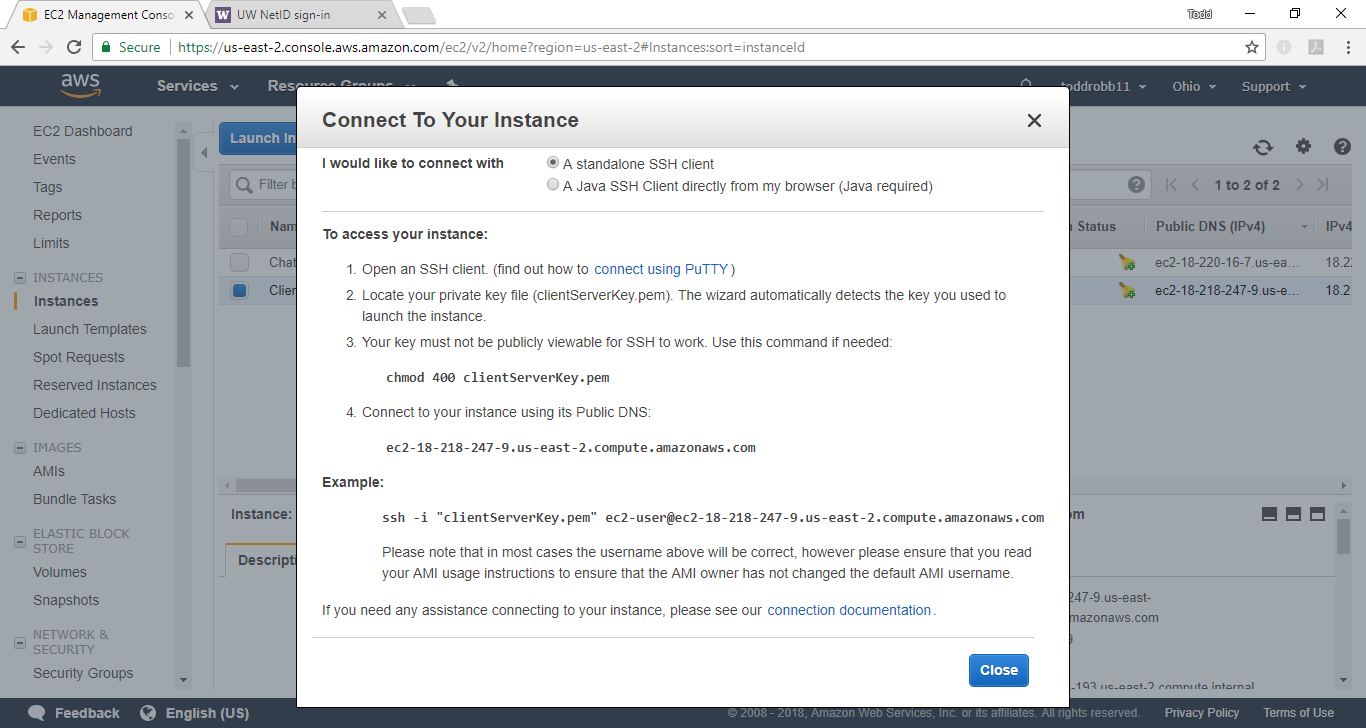 EC2 Management Conso
UW NetID sign-in
Todd
Secure
https://us-east-2.console.aws.amazon.com/ec2/v2/home?region=us-east-2#Instances:sort=instanceId
aws
Services
Resource Groups
toddrobb11
Ohio
Support
EC2 Dashboard
Events
Tags
Reports
Limits
INSTANCES
Instances
Launch Templates
Spot Requests
Reserved Instances
Dedicated Hosts
IMAGES
AMIs
Bundle Tasks
ELASTIC BLOCK
STORE
Volumes
Snapshots
NETWORK &
SECURITY
Security Groups
Launch In
Filter b
1 to 2 of 2
Nam
Status
Public DNS (IPv4)
IPv4
Chat
ec2-18-220-16-7.us-ea...
18.2
Clien
ec2-18-218-247-9.us-e...
18.2
Instance:
om
Descripti
247-9.us-east-
mazonaws.com
9
-193.us-east-2.compute.internal
Connect To Your Instance
I would like to connect with
A standalone SSH client
A Java SSH Client directly from my browser (Java required)
To access your instance:
1. Open an SSH client. (find out how to connect using PuTTY)
2. Locate your private key file (clientServerKey.pem). The wizard automatically detects the key you used to
launch the instance.
3. Your key must not be publicly viewable for SSH to work. Use this command if needed:
chmod 400 clientServerKey.pem
4. Connect to your instance using its Public DNS:
ec2-18-218-247-9.us-east-2.compute.amazonaws.com
Example:
ssh -i "clientServerKey.pem" ec2-user@ec2-18-218-247-9.us-east-2.compute.amazonaws.com
Please note that in most cases the username above will be correct, however please ensure that you read
your AMI usage instructions to ensure that the AMI owner has not changed the default AMI username.
If you need any assistance connecting to your instance, please see our connection documentation.
Close
Feedback
English (US)
© 2008 - 2018, Amazon Web Services, Inc. or its affiliates. All rights reserved.
Privacy Policy
Terms of Use